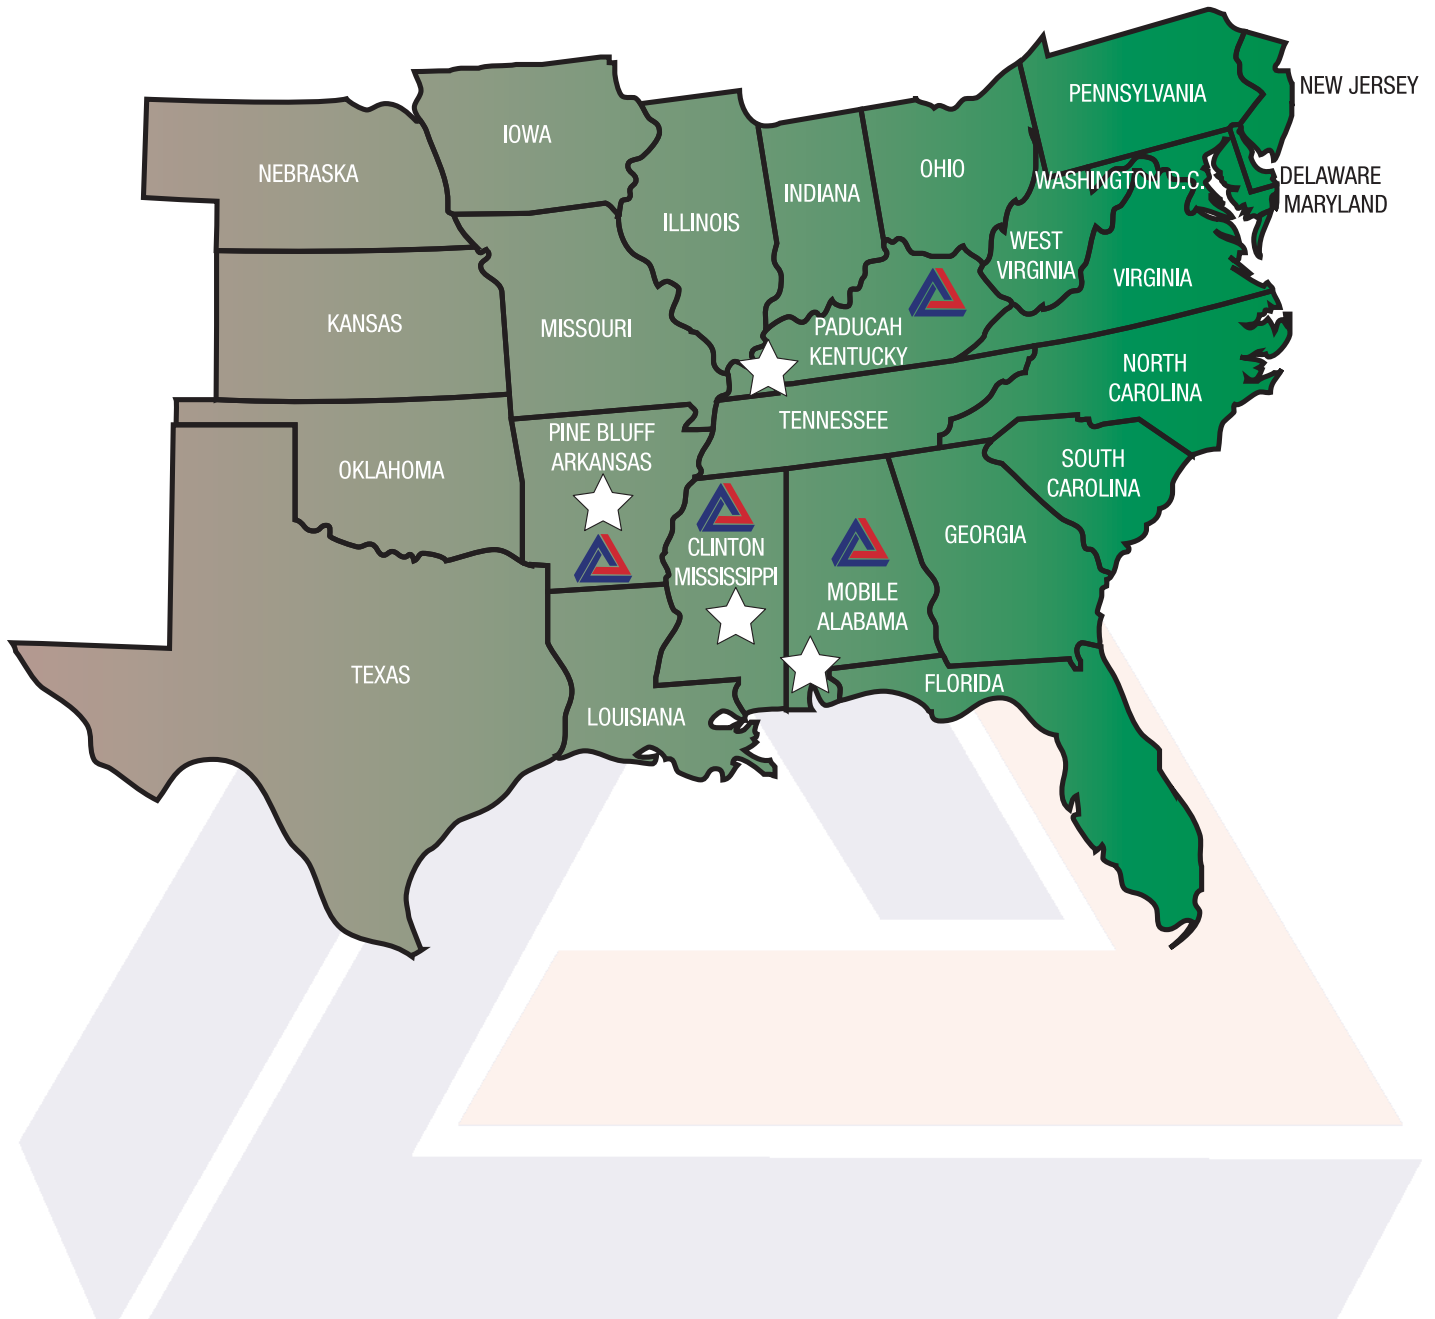 PENNSYLVANIA
NEW JERSEY
IOWA
NEBRASKA
OHIO
INDIANA
ILLINOIS
WASHINGTON D.C.
DELAWARE
MARYLAND
WEST
VIRGINIA
VIRGINIA
KANSAS
MISSOURI
PADUCAH
KENTUCKY
NORTH
CAROLINA
TENNESSEE
PINE BLUFF
ARKANSAS
OKLAHOMA
SOUTH
CAROLINA
GEORGIA
CLINTON
MISSISSIPPI
MOBILE
ALABAMA
TEXAS
FLORIDA
LOUISIANA